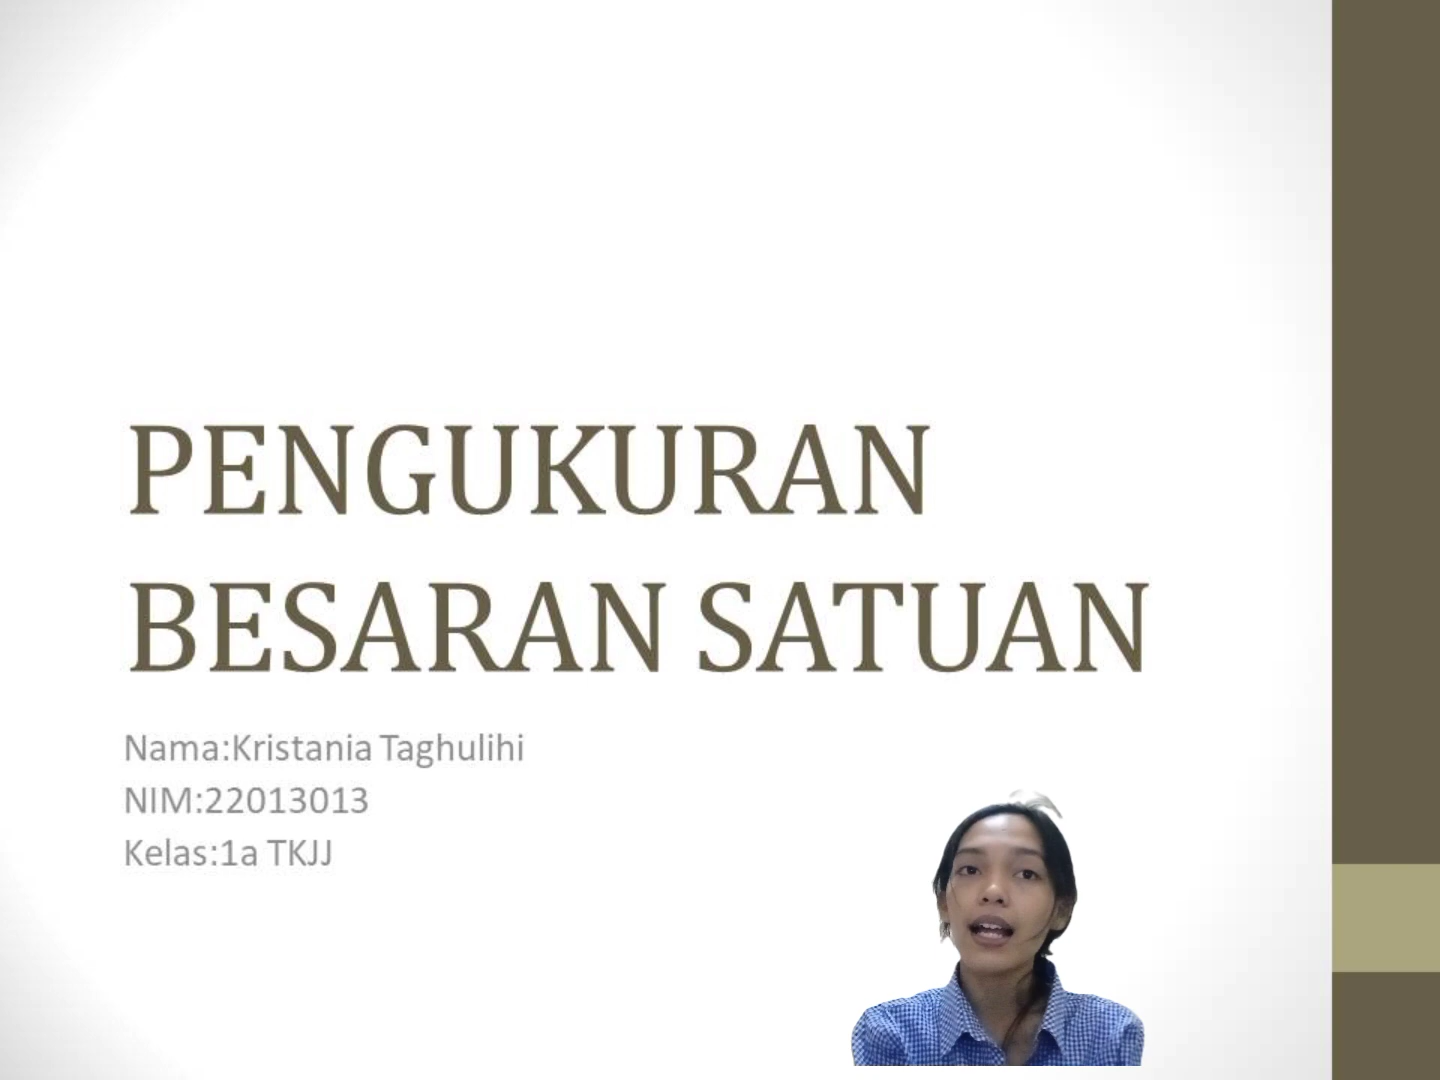 PENGUKURAN
BESARAN SATUAN
Nama:Kristania Taghulihi
NIM:22013013
Kelas:1a TKJJ